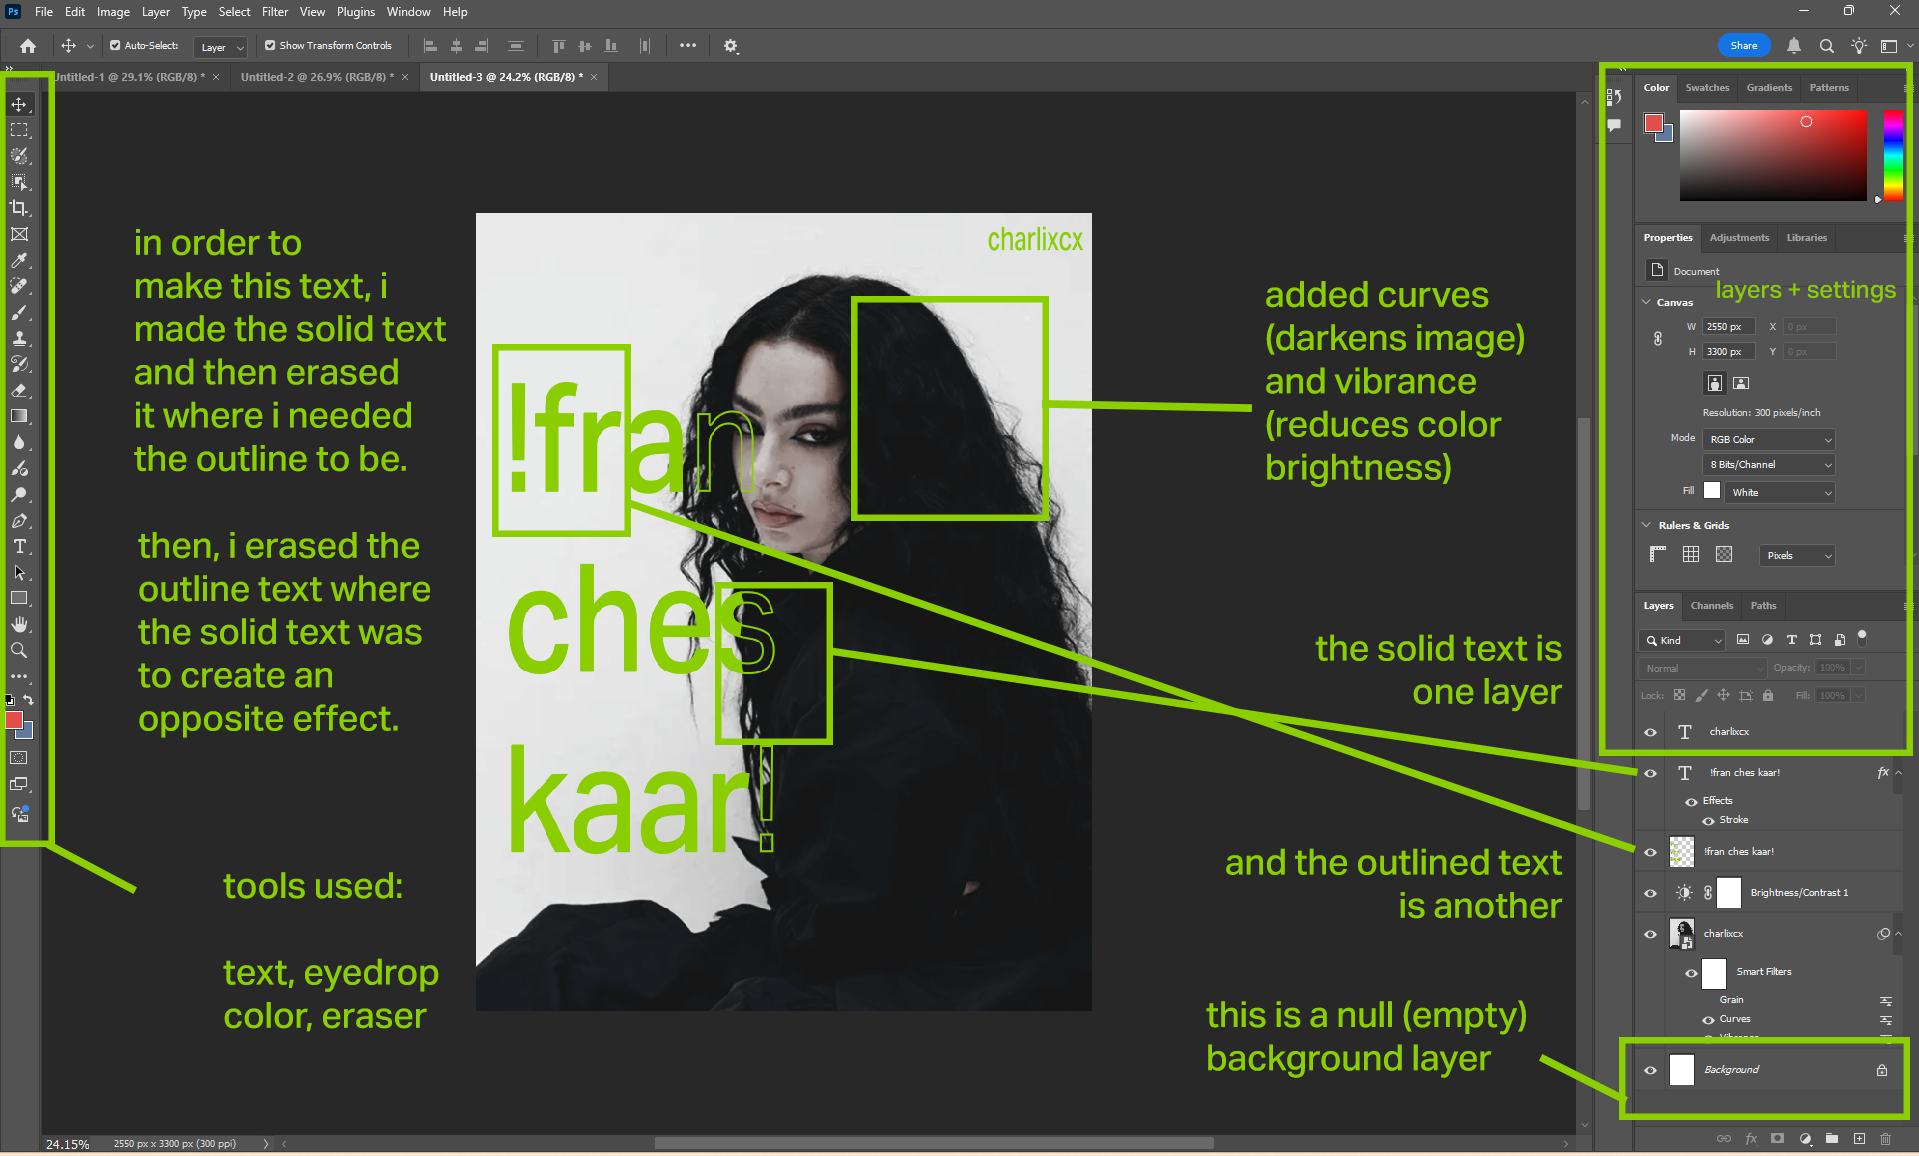 Ps File Edit Image Layer Type Select Filter View Plugins Window Help
Auto-Select: Layer Show Transform Controls Share
Untitled-1 @ 29.1% (RGB/8) * × Untitled-2 @ 26.9% (RGB/8) * × Untitled-3 @ 24.2% (RGB/8) * ×
in order to
make this text, i
made the solid text
and then erased
it where i needed
the outline to be.
then, i erased the
outline text where
the solid text was
to create an
opposite effect.
tools used:
text, eyedrop
color, eraser
charlixcx
!fran
ches
kaar!
added curves
(darkens image)
and vibrance
(reduces color
brightness)
the solid text is
one layer
and the outlined text
is another
this is a null (empty)
background layer
Color Swatches Gradients Patterns
Properties Adjustments Libraries
Document
layers + settings
Canvas
W 2550 px X 0 px
H 3300 px Y 0 px
Resolution: 300 pixels/inch
Mode RGB Color
8 Bits/Channel
Fill White
Rulers & Grids
Pixels
Layers Channels Paths
Kind
Normal Opacity: 100%
Lock: Fill: 100%
charlixcx
!fran ches kaar! fx
Effects
Stroke
!fran ches kaar!
Brightness/Contrast 1
charlixcx
Smart Filters
Grain
Curves
Background
24.15% 2550 px x 3300 px (300 ppi)